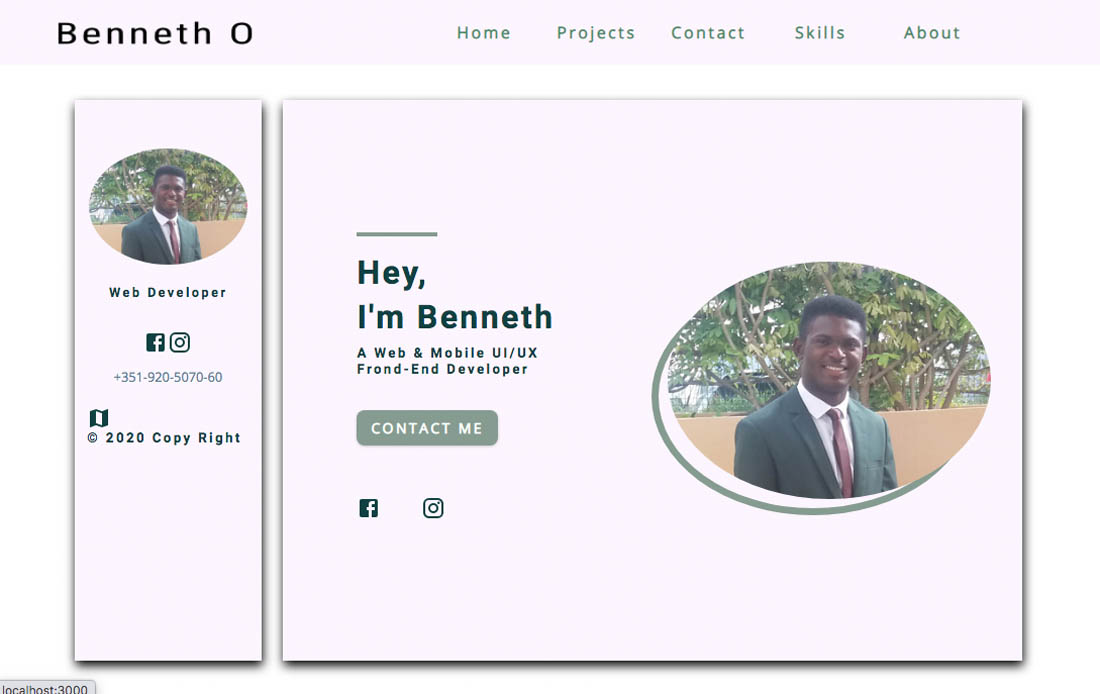 Benneth O
Home Projects Contact Skills About
Web Developer
+351-920-5070-60
© 2020 Copy Right
Hey,
I'm Benneth
A Web & Mobile UI/UX
Frond-End Developer
CONTACT ME
localhost:3000